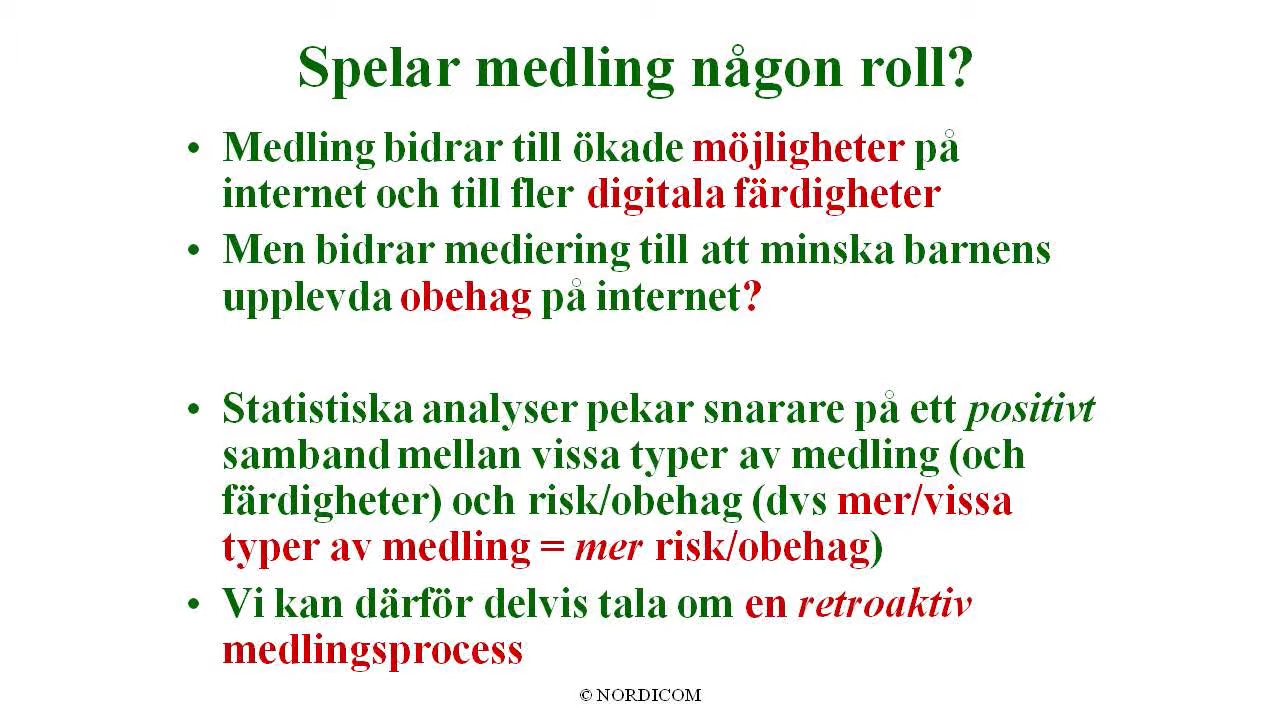 Spelar medling någon roll?
• Medling bidrar till ökade möjligheter på
internet och till fler digitala färdigheter
• Men bidrar mediering till att minska barnens
upplevda obehag på internet?
• Statistiska analyser pekar snarare på ett positivt
samband mellan vissa typer av medling (och
färdigheter) och risk/obehag (dvs mer/vissa
typer av medling = mer risk/obehag)
• Vi kan därför delvis tala om en retroaktiv
medlingsprocess
© NORDICOM